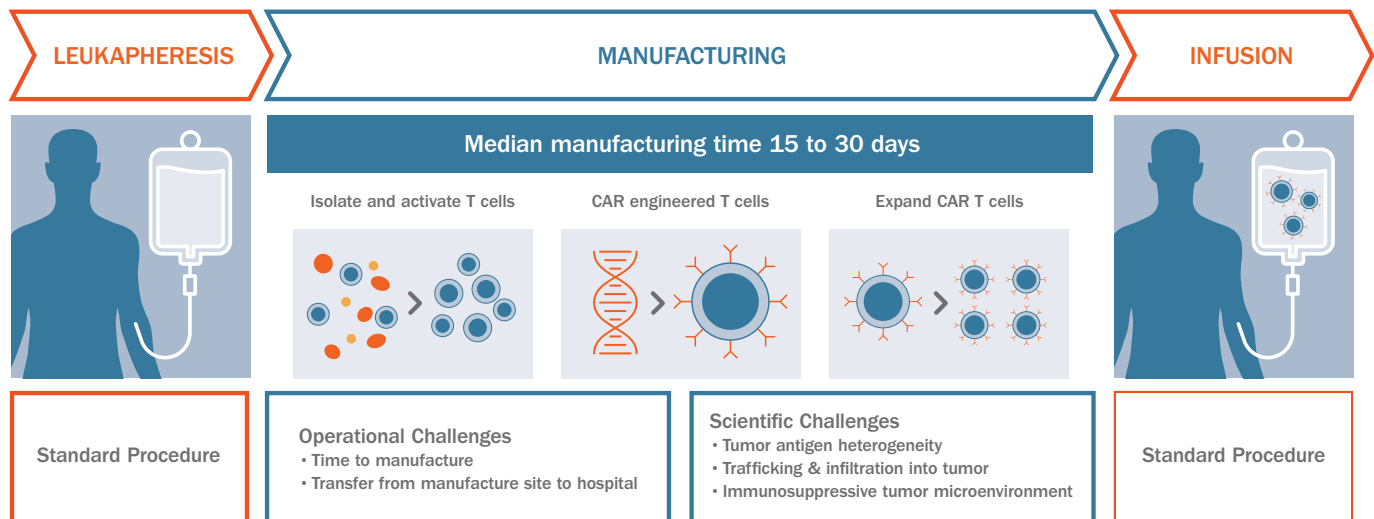 LEUKAPHERESIS
MANUFACTURING
INFUSION
Median manufacturing time 15 to 30 days
Isolate and activate T cells
CAR engineered T cells
Expand CAR T cells
Standard Procedure
Operational Challenges
• Time to manufacture
• Transfer from manufacture site to hospital
Scientific Challenges
• Tumor antigen heterogeneity
• Trafficking & infiltration into tumor
• Immunosuppressive tumor microenvironment
Standard Procedure